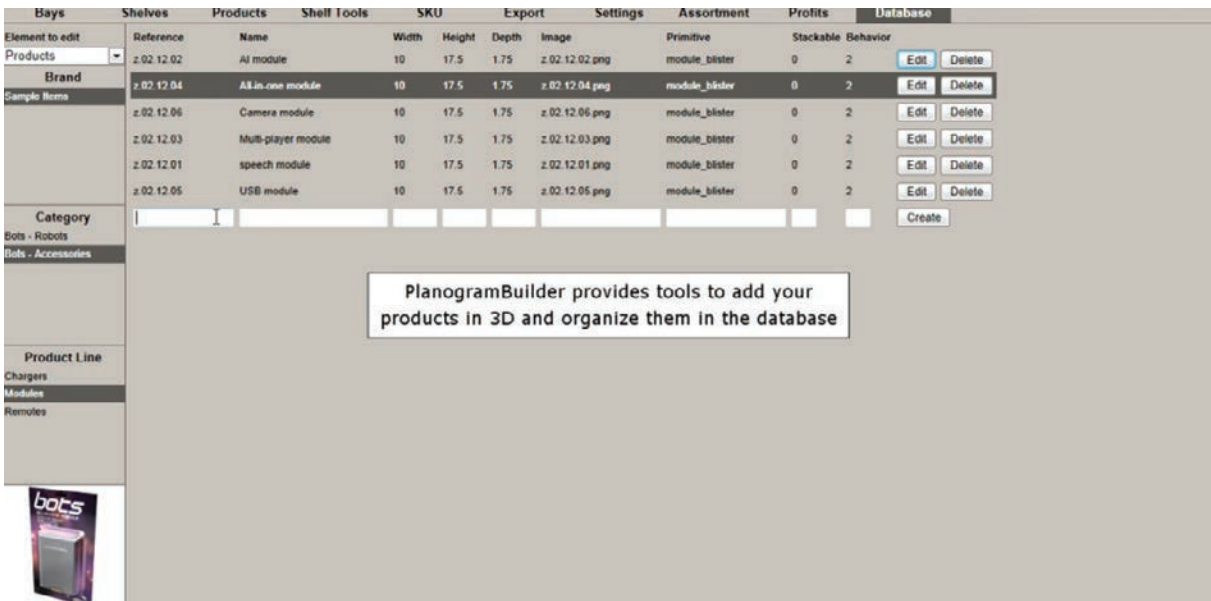 Bays Shelves Products Shelf Tools SKU Export Settings Assortment Profits Database
Element to edit
Products
Brand
Sample Items
Category
Bots - Robots
Bots - Accessories
Product Line
Chargers
Modules
Remotes
bots
Reference Name Width Height Depth Image Primitive Stackable Behavior
z.02.12.02 AI module 10 17.5 1.75 z.02.12.02.png module_blister 0 2 Edit Delete
z.02.12.04 All-in-one module 10 17.5 1.75 z.02.12.04.png module_blister 0 2 Edit Delete
z.02.12.06 Camera module 10 17.5 1.75 z.02.12.06.png module_blister 0 2 Edit Delete
z.02.12.03 Multi-player module 10 17.5 1.75 z.02.12.03.png module_blister 0 2 Edit Delete
z.02.12.01 speech module 10 17.5 1.75 z.02.12.01.png module_blister 0 2 Edit Delete
z.02.12.05 USB module 10 17.5 1.75 z.02.12.05.png module_blister 0 2 Edit Delete
Create
PlanogramBuilder provides tools to add your
products in 3D and organize them in the database